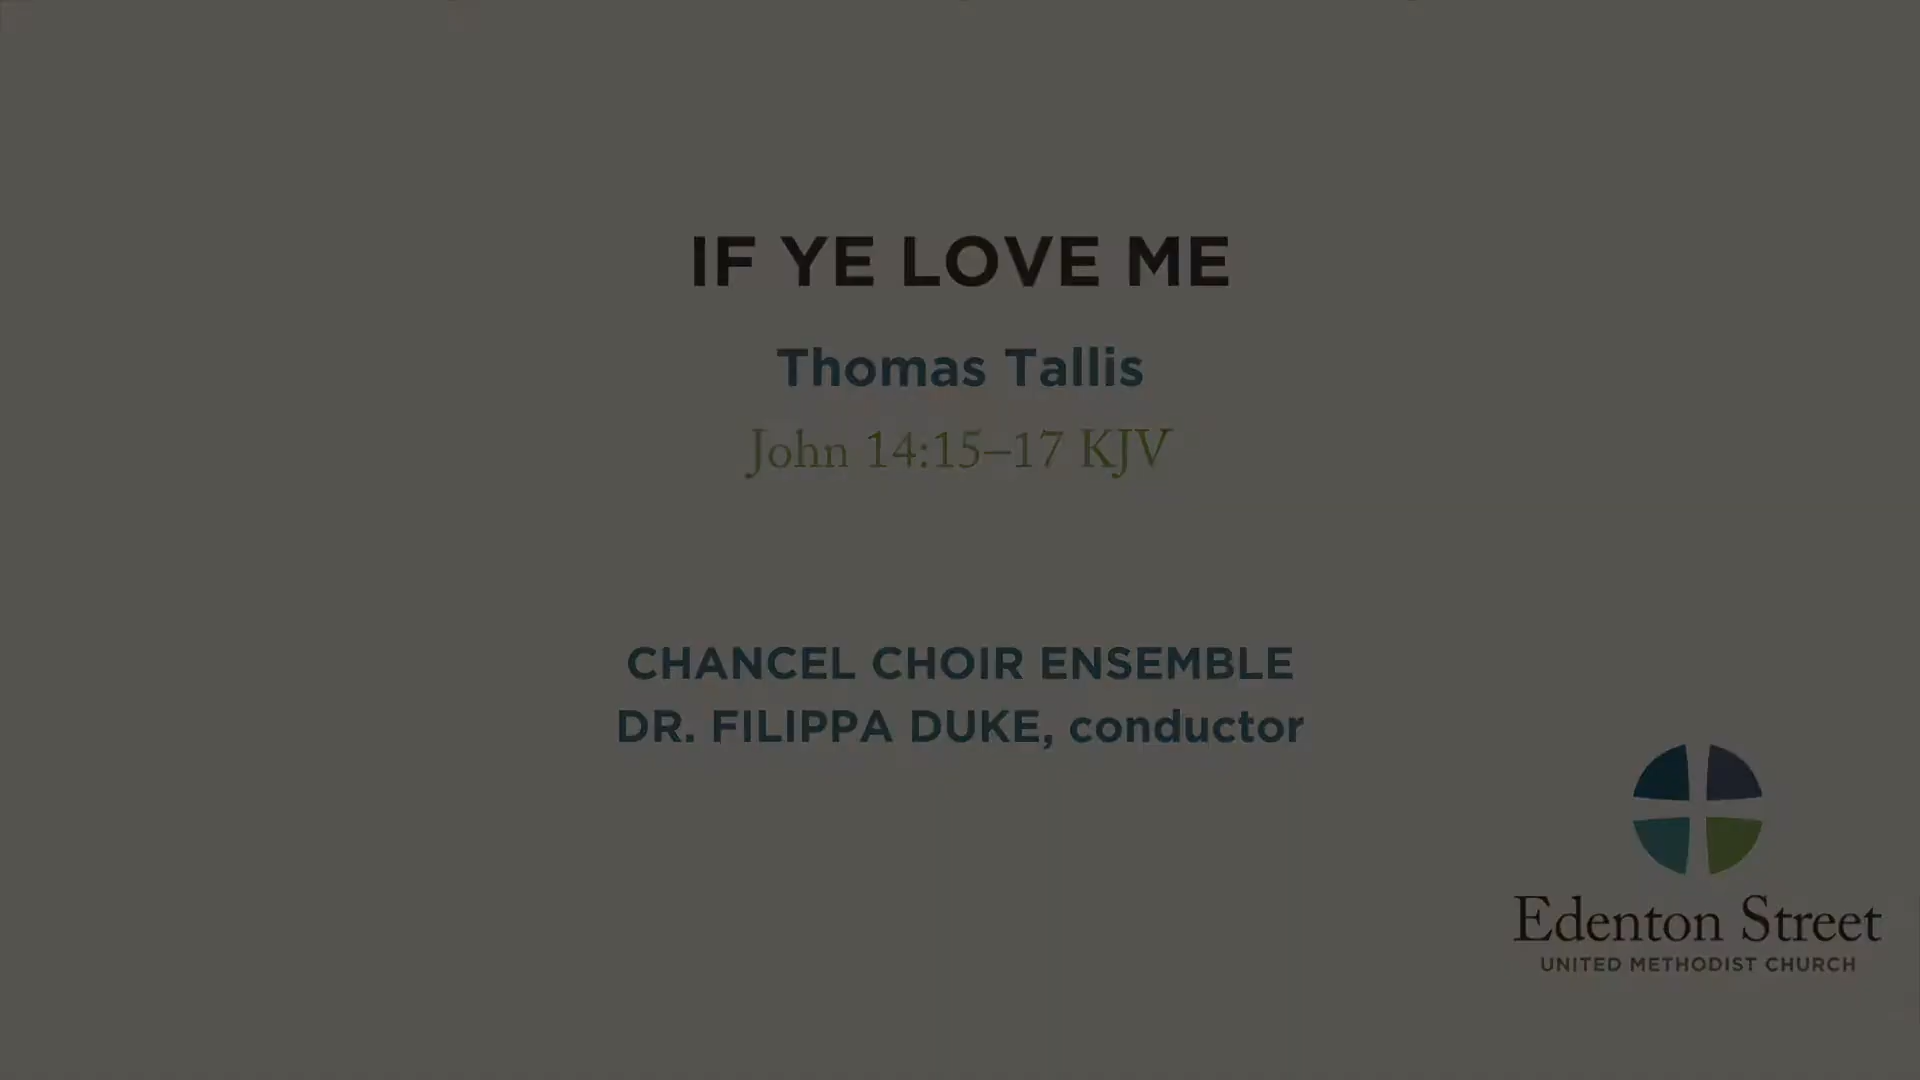 IF YE LOVE ME
Thomas Tallis
John 14:15–17 KJV
CHANCEL CHOIR ENSEMBLE
DR. FILIPPA DUKE, conductor
Edenton Street
UNITED METHODIST CHURCH